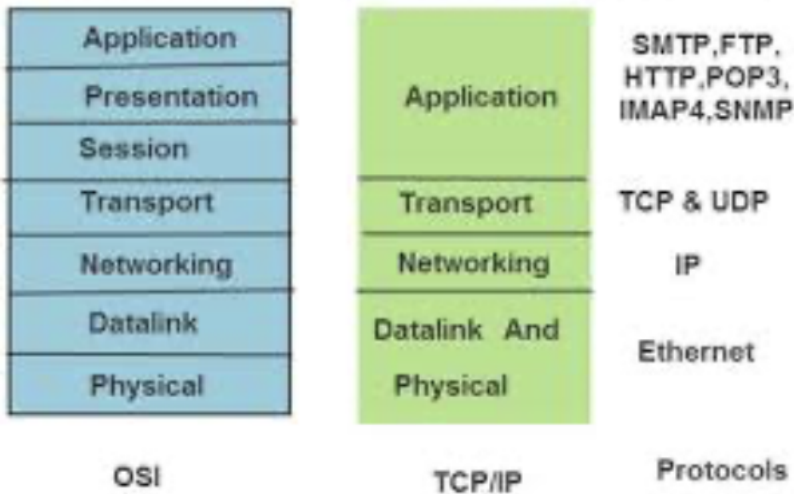 Application
Presentation
Session
Transport
Networking
Datalink
Physical
OSI
Application
Transport
Networking
Datalink And
Physical
TCP/IP
SMTP,FTP,
HTTP,POP3,
IMAP4,SNMP
TCP & UDP
IP
Ethernet
Protocols